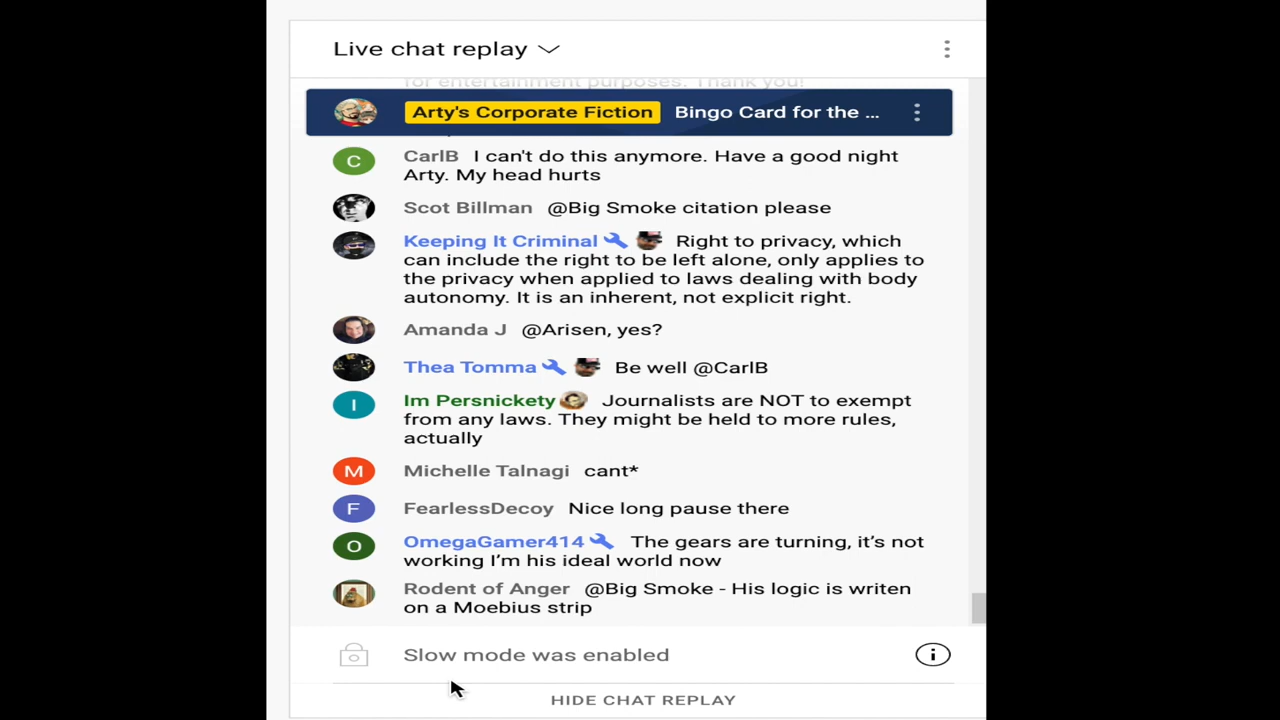 Live chat replay
for entertainment purposes. Thank you!
Arty's Corporate Fiction Bingo Card for the ...
C CarlB I can't do this anymore. Have a good night
Arty. My head hurts
Scot Billman @Big Smoke citation please
Keeping It Criminal Right to privacy, which
can include the right to be left alone, only applies to
the privacy when applied to laws dealing with body
autonomy. It is an inherent, not explicit right.
Amanda J @Arisen, yes?
Thea Tomma Be well @CarlB
I Im Persnickety Journalists are NOT to exempt
from any laws. They might be held to more rules,
actually
M Michelle Talnagi cant*
F FearlessDecoy Nice long pause there
O OmegaGamer414 The gears are turning, it’s not
working I’m his ideal world now
Rodent of Anger @Big Smoke - His logic is writen
on a Moebius strip
Slow mode was enabled
HIDE CHAT REPLAY